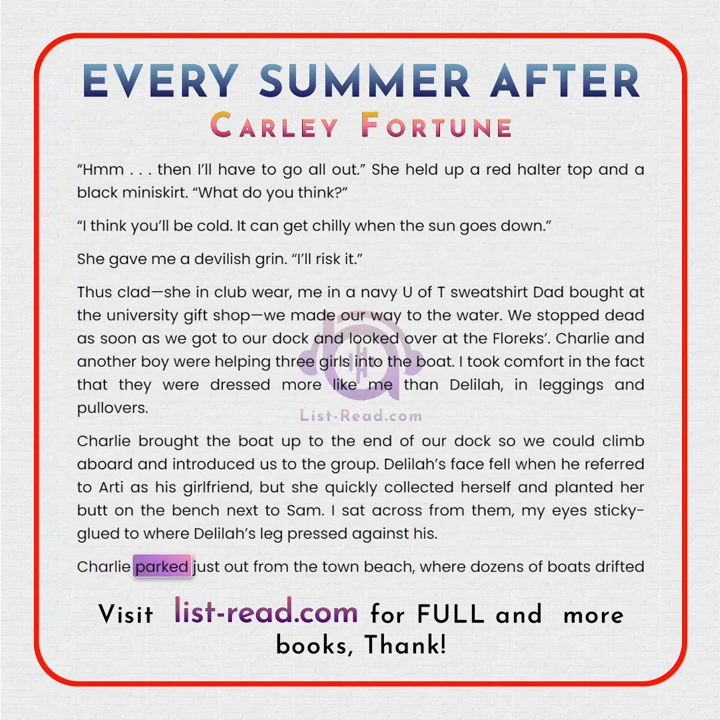 EVERY SUMMER AFTER
CARLEY FORTUNE
“Hmm . . . then I’ll have to go all out.” She held up a red halter top and a
black miniskirt. “What do you think?”
“I think you’ll be cold. It can get chilly when the sun goes down.”
She gave me a devilish grin. “I’ll risk it.”
Thus clad—she in club wear, me in a navy U of T sweatshirt Dad bought at
the university gift shop—we made our way to the water. We stopped dead
as soon as we got to our dock and looked over at the Floreks’. Charlie and
another boy were helping three girls into the boat. I took comfort in the fact
that they were dressed more like me than Delilah, in leggings and
pullovers.
List-Read.com
Charlie brought the boat up to the end of our dock so we could climb
aboard and introduced us to the group. Delilah’s face fell when he referred
to Arti as his girlfriend, but she quickly collected herself and planted her
butt on the bench next to Sam. I sat across from them, my eyes sticky-
glued to where Delilah’s leg pressed against his.
Charlie parked just out from the town beach, where dozens of boats drifted
Visit list-read.com for FULL and more
books, Thank!